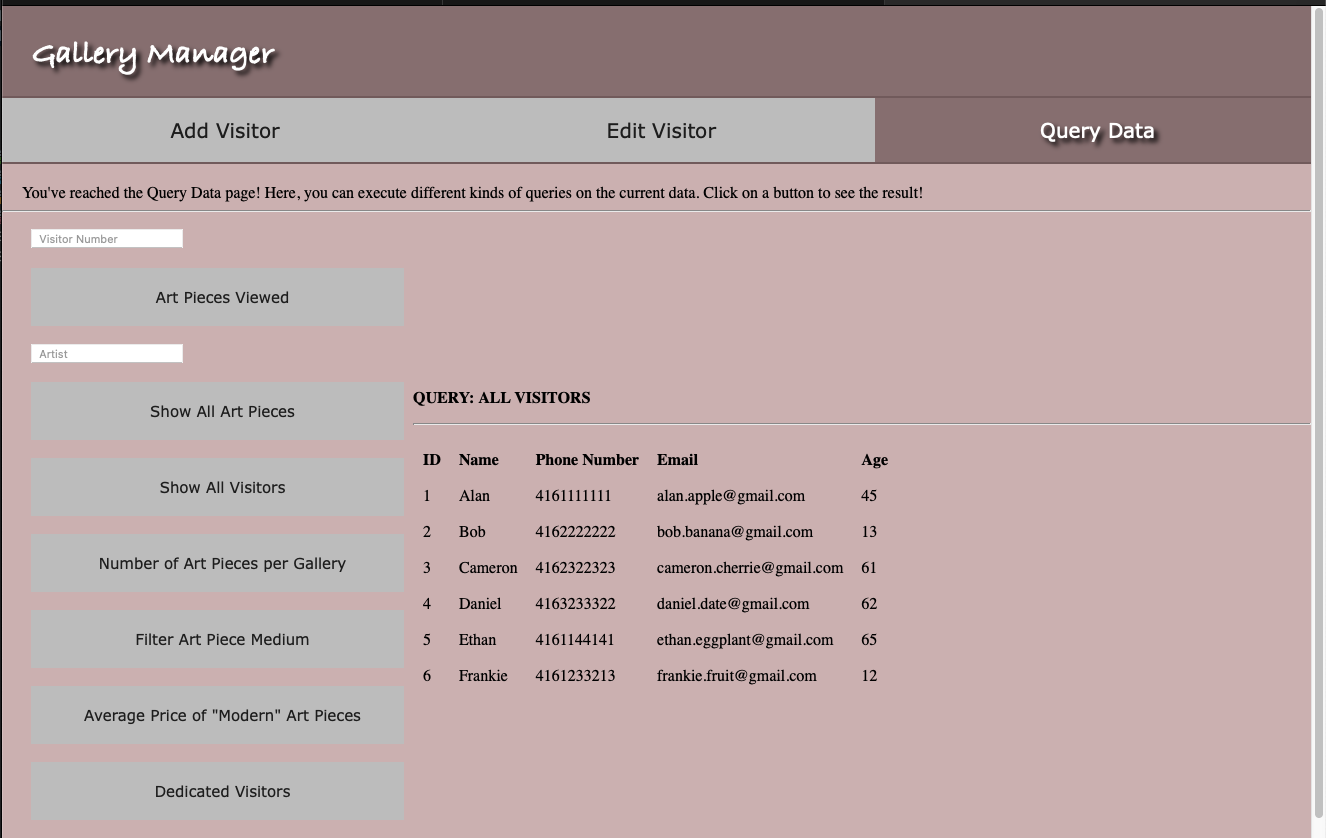 Gallery Manager
Add Visitor Edit Visitor Query Data
You've reached the Query Data page! Here, you can execute different kinds of queries on the current data. Click on a button to see the result!
Visitor Number
Art Pieces Viewed
Artist
Show All Art Pieces
Show All Visitors
Number of Art Pieces per Gallery
Filter Art Piece Medium
Average Price of "Modern" Art Pieces
Dedicated Visitors
QUERY: ALL VISITORS
ID Name Phone Number Email Age
1 Alan 4161111111 alan.apple@gmail.com 45
2 Bob 4162222222 bob.banana@gmail.com 13
3 Cameron 4162322323 cameron.cherrie@gmail.com 61
4 Daniel 4163233322 daniel.date@gmail.com 62
5 Ethan 4161144141 ethan.eggplant@gmail.com 65
6 Frankie 4161233213 frankie.fruit@gmail.com 12